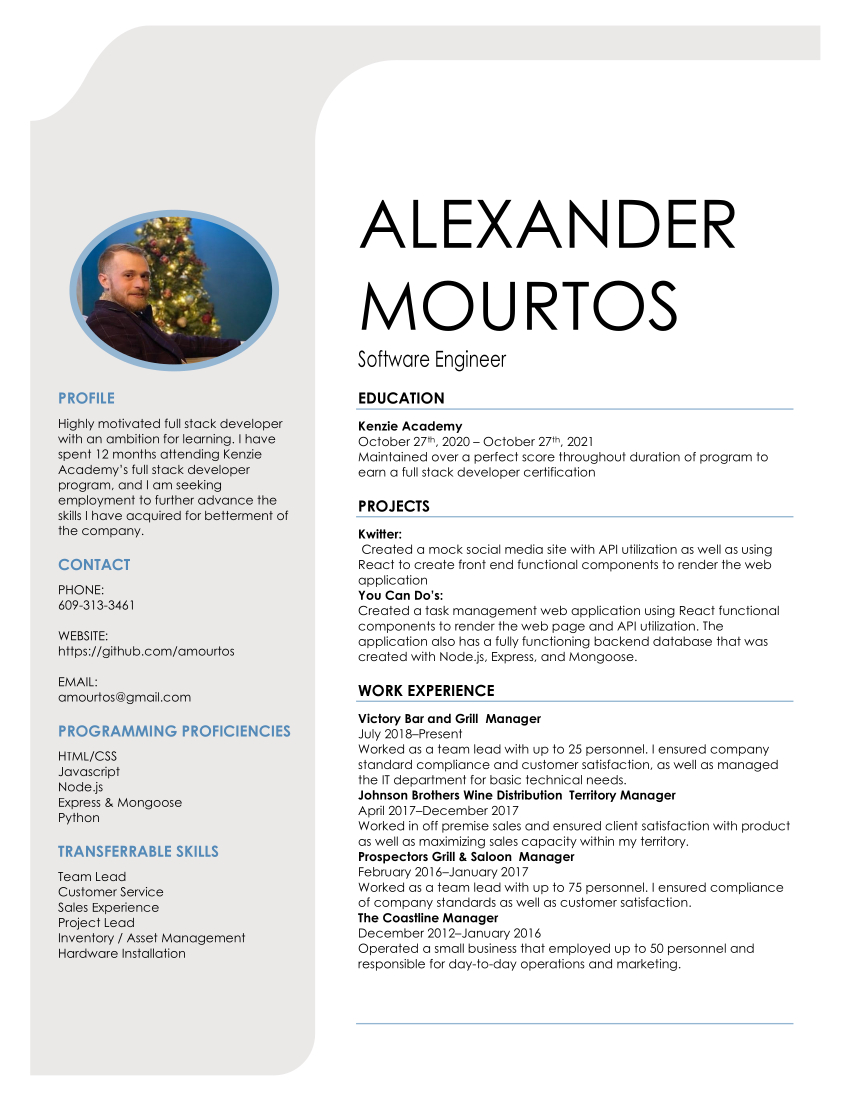 ALEXANDER
MOURTOS
Software Engineer
PROFILE
Highly motivated full stack developer
with an ambition for learning. I have
spent 12 months attending Kenzie
Academy's full stack developer
program, and I am seeking
employment to further advance the
skills I have acquired for betterment of
the company.
CONTACT
PHONE:
609-313-3461
WEBSITE:
https://github.com/amourtos
EMAIL:
amourtos@gmail.com
PROGRAMMING PROFICIENCIES
HTML/CSS
Javascript
Node.js
Express & Mongoose
Python
TRANSFERRABLE SKILLS
Team Lead
Customer Service
Sales Experience
Project Lead
Inventory / Asset Management
Hardware Installation
EDUCATION
Kenzie Academy
October 27th, 2020 – October 27th, 2021
Maintained over a perfect score throughout duration of program to
earn a full stack developer certification
PROJECTS
Kwitter:
Created a mock social media site with API utilization as well as using
React to create front end functional components to render the web
application
You Can Do's:
Created a task management web application using React functional
components to render the web page and API utilization. The
application also has a fully functioning backend database that was
created with Node.js, Express, and Mongoose.
WORK EXPERIENCE
Victory Bar and Grill  Manager
July 2018–Present
Worked as a team lead with up to 25 personnel. I ensured company
standard compliance and customer satisfaction, as well as managed
the IT department for basic technical needs.
Johnson Brothers Wine Distribution  Territory Manager
April 2017–December 2017
Worked in off premise sales and ensured client satisfaction with product
as well as maximizing sales capacity within my territory.
Prospectors Grill & Saloon  Manager
February 2016–January 2017
Worked as a team lead with up to 75 personnel. I ensured compliance
of company standards as well as customer satisfaction.
The Coastline Manager
December 2012–January 2016
Operated a small business that employed up to 50 personnel and
responsible for day-to-day operations and marketing.